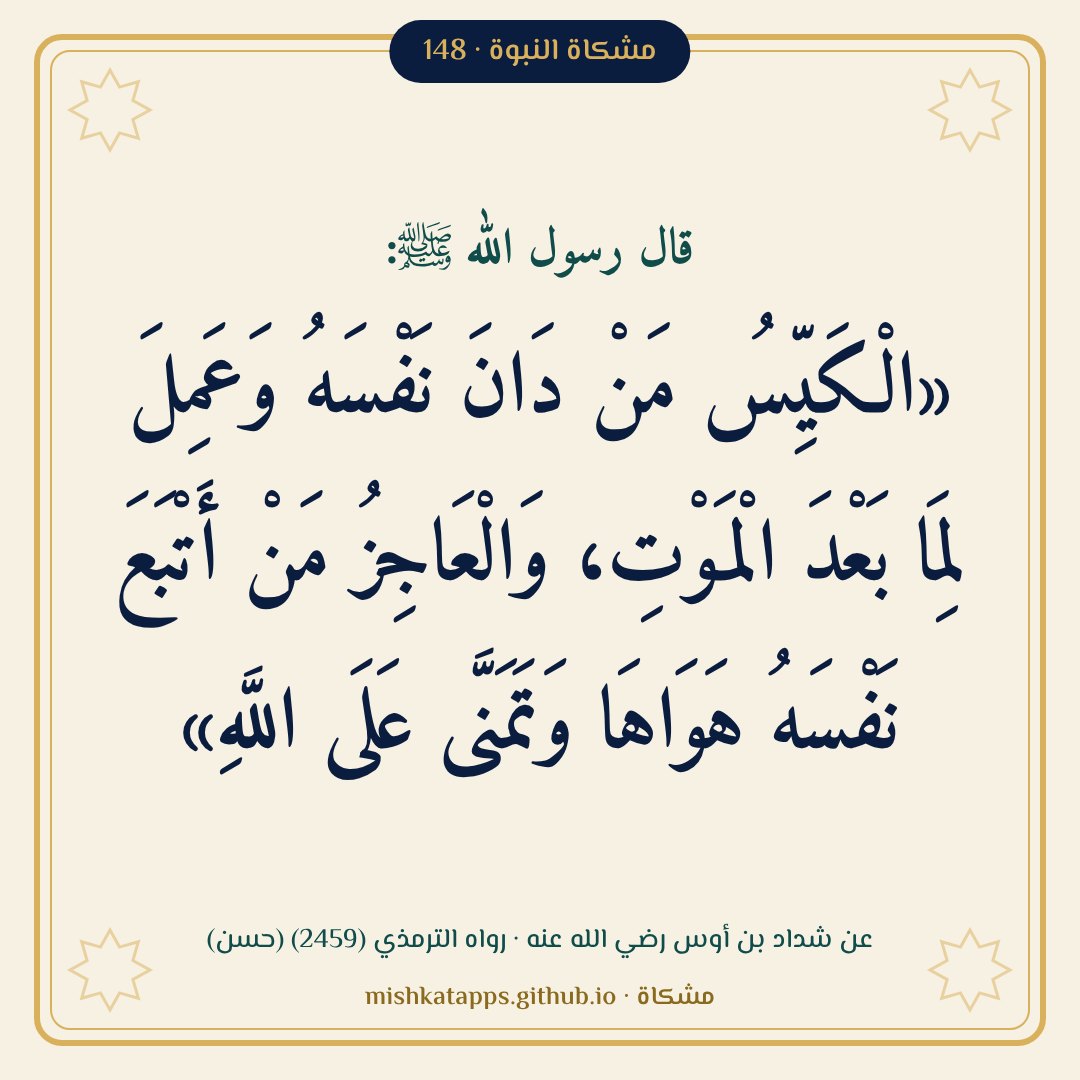 مشكاة النبوة · 148
قال رسول الله ﷺ:
«الْكَيِّسُ مَنْ دَانَ نَفْسَهُ وَعَمِلَ
لِمَا بَعْدَ الْمَوْتِ، وَالْعَاجِزُ مَنْ أَتْبَعَ
نَفْسَهُ هَوَاهَا وَتَمَنَّى عَلَى اللَّهِ»
عن شداد بن أوس رضي الله عنه · رواه الترمذي (2459) (حسن)
مشكاة · mishkatapps.github.io